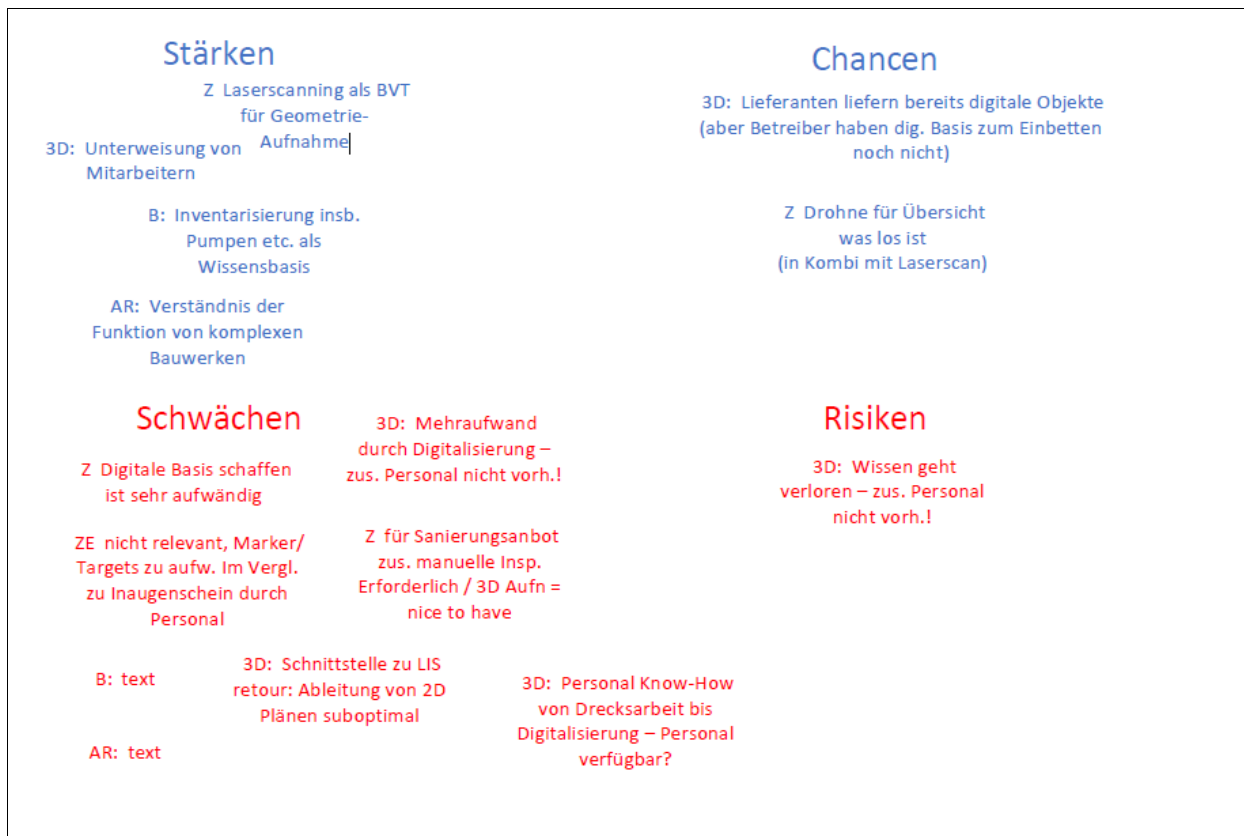 Stärken
Z Laserscanning als BVT
für Geometrie-
Aufnahme
3D: Unterweisung von
Mitarbeitern
B: Inventarisierung insb.
Pumpen etc. als
Wissensbasis
AR: Verständnis der
Funktion von komplexen
Bauwerken
Chancen
3D: Lieferanten liefern bereits digitale Objekte
(aber Betreiber haben dig. Basis zum Einbetten
noch nicht)
Z Drohne für Übersicht
was los ist
(in Kombi mit Laserscan)
Schwächen
Z Digitale Basis schaffen
ist sehr aufwändig
3D: Mehraufwand
durch Digitalisierung –
zus. Personal nicht vorh.!
ZE nicht relevant, Marker/
Targets zu aufw. Im Vergl.
zu Inaugenschein durch
Personal
Z für Sanierungsanbot
zus. manuelle Insp.
Erforderlich / 3D Aufn =
nice to have
B: text
3D: Schnittstelle zu LIS
retour: Ableitung von 2D
Plänen suboptimal
AR: text
3D: Personal Know-How
von Drecksarbeit bis
Digitalisierung – Personal
verfügbar?
Risiken
3D: Wissen geht
verloren – zus. Personal
nicht vorh.!